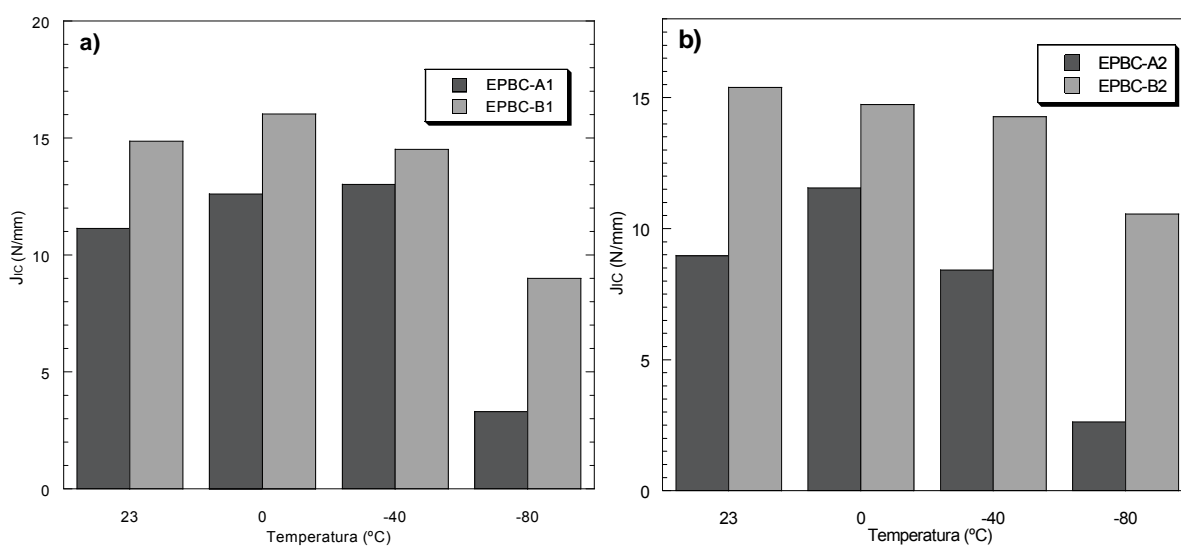 a)
20
15
10
5
0
JIC (N/mm)
EPBC-A1
EPBC-B1
23 0 -40 -80
Temperatura (ºC)
b)
15
10
5
0
JIC (N/mm)
EPBC-A2
EPBC-B2
23 0 -40 -80
Temperatura (ºC)